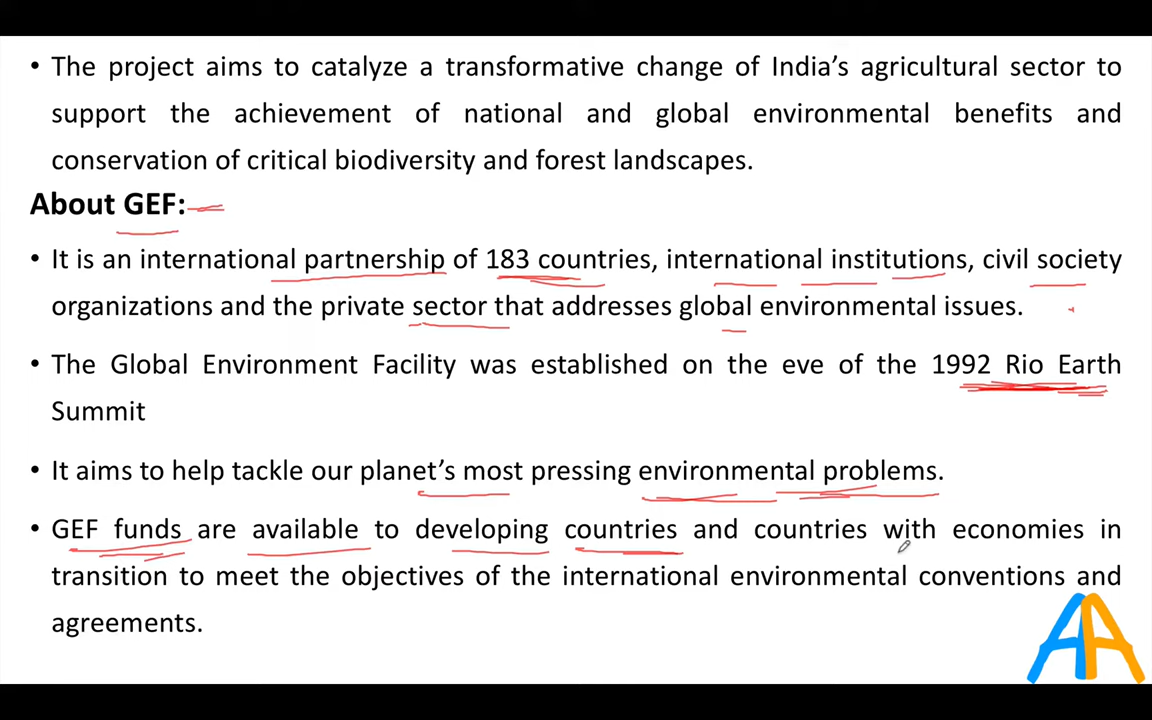 • The project aims to catalyze a transformative change of India's agricultural sector to
support the achievement of national and global environmental benefits and
conservation of critical biodiversity and forest landscapes.
About GEF:
• It is an international partnership of 183 countries, international institutions, civil society
organizations and the private sector that addresses global environmental issues.
• The Global Environment Facility was established on the eve of the 1992 Rio Earth
Summit
• It aims to help tackle our planet's most pressing environmental problems.
• GEF funds are available to developing countries and countries with economies in
transition to meet the objectives of the international environmental conventions and
agreements.
AA